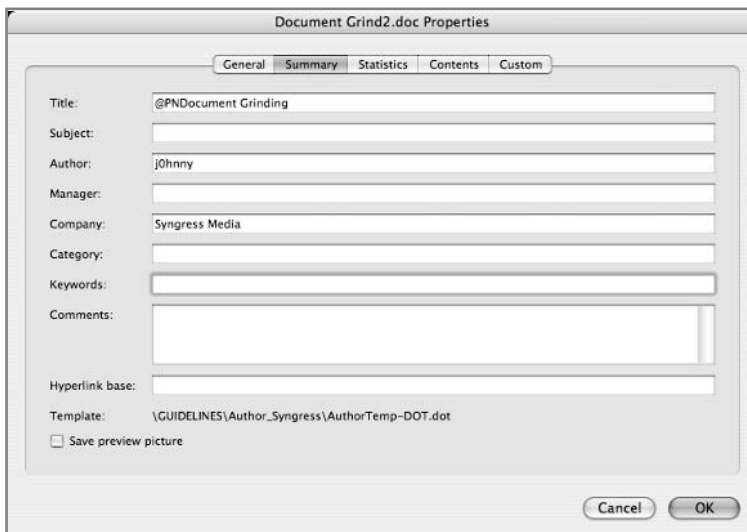 Document Grind2.doc Properties
General Summary Statistics Contents Custom
Title: @PNDocument Grinding
Subject:
Author: j0hnny
Manager:
Company: Syngress Media
Category:
Keywords:
Comments:
Hyperlink base:
Template: \GUIDELINES\Author_Syngress\AuthorTemp-DOT.dot
Save preview picture
Cancel OK